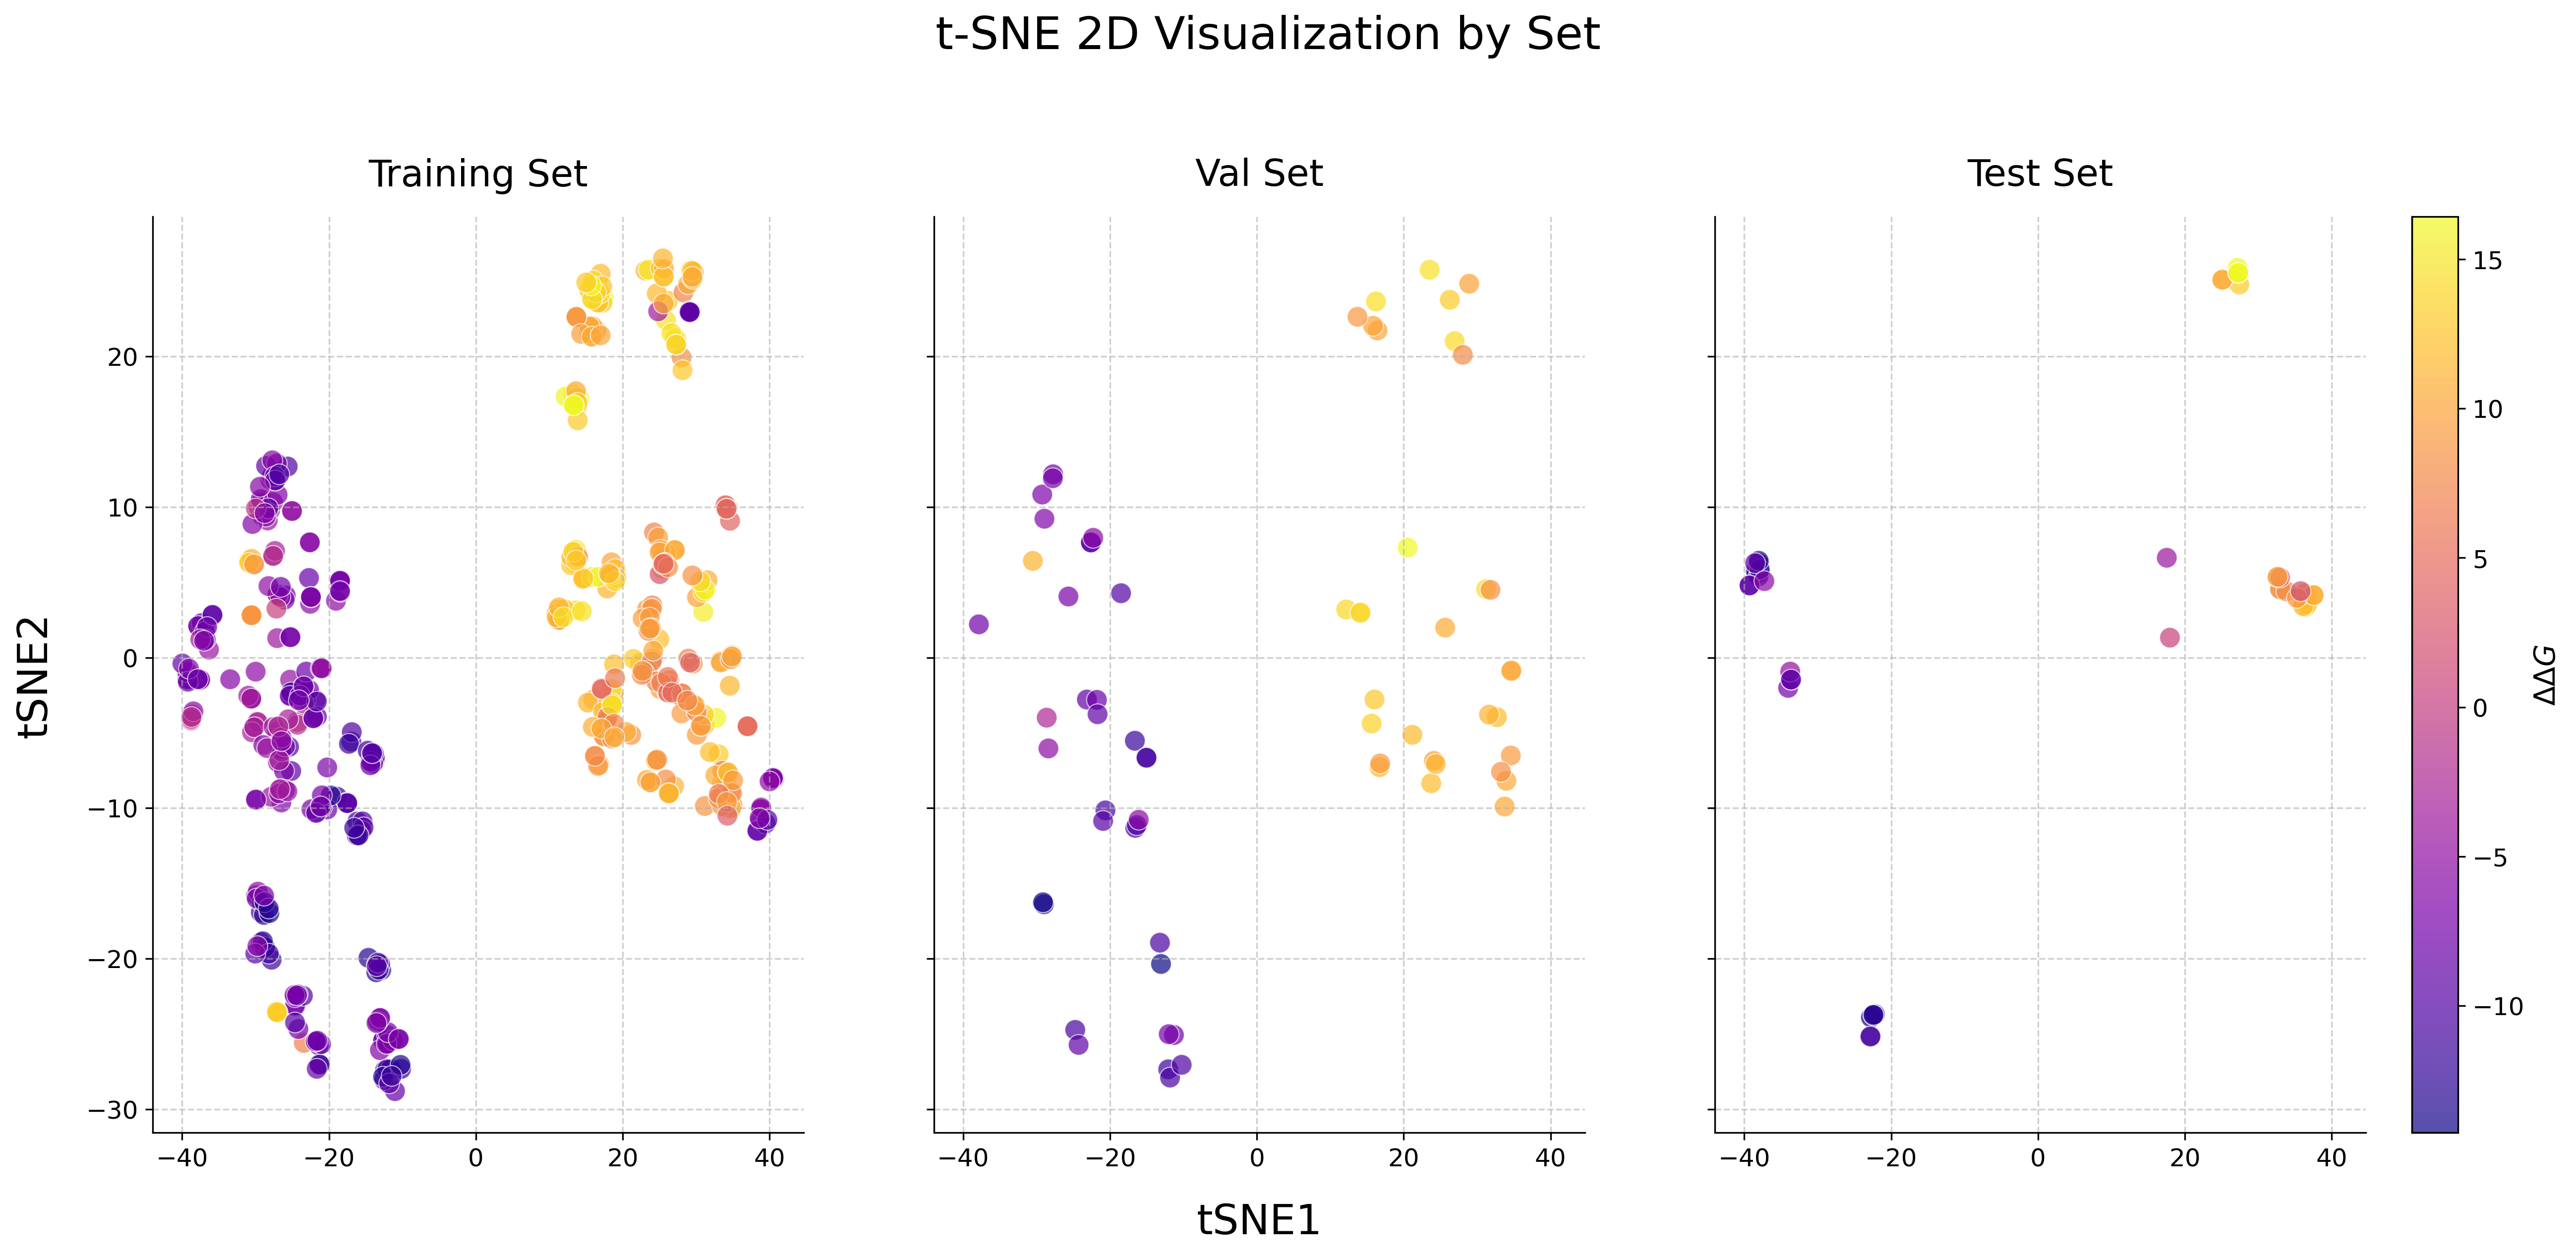 t-SNE 2D Visualization by Set
Training Set
Val Set
Test Set
tSNE2
20
10
0
−10
−20
−30
−40 −20 0 20 40
−40 −20 0 20 40
−40 −20 0 20 40
tSNE1
15
10
5
0
−5
−10
ΔΔG